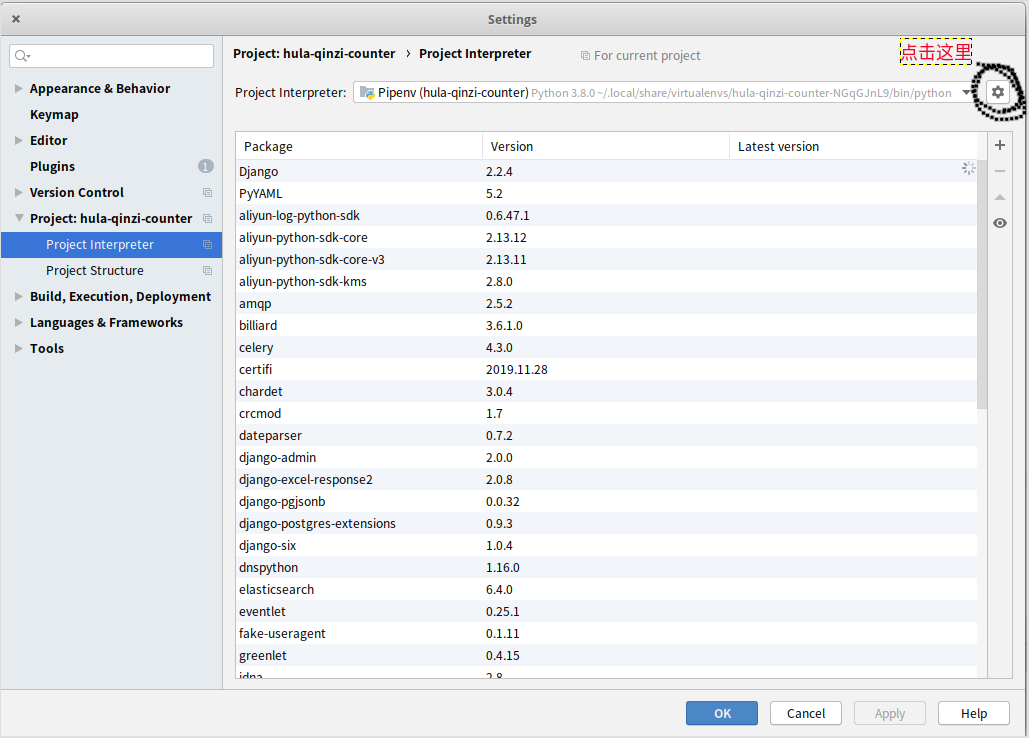 Settings
点击这里
Project: hula-qinzi-counter › Project Interpreter For current project
Project Interpreter: Pipenv (hula-qinzi-counter) Python 3.8.0 ~/.local/share/virtualenvs/hula-qinzi-counter-NGqGJnL9/bin/python
Appearance & Behavior
Keymap
Editor
Plugins 1
Version Control
Project: hula-qinzi-counter
Project Interpreter
Project Structure
Build, Execution, Deployment
Languages & Frameworks
Tools
Package Version Latest version
Django 2.2.4
PyYAML 5.2
aliyun-log-python-sdk 0.6.47.1
aliyun-python-sdk-core 2.13.12
aliyun-python-sdk-core-v3 2.13.11
aliyun-python-sdk-kms 2.8.0
amqp 2.5.2
billiard 3.6.1.0
celery 4.3.0
certifi 2019.11.28
chardet 3.0.4
crcmod 1.7
dateparser 0.7.2
django-admin 2.0.0
django-excel-response2 2.0.8
django-pgjsonb 0.0.32
django-postgres-extensions 0.9.3
django-six 1.0.4
dnspython 1.16.0
elasticsearch 6.4.0
eventlet 0.25.1
fake-useragent 0.1.11
greenlet 0.4.15
idna 2.8
OK Cancel Apply Help